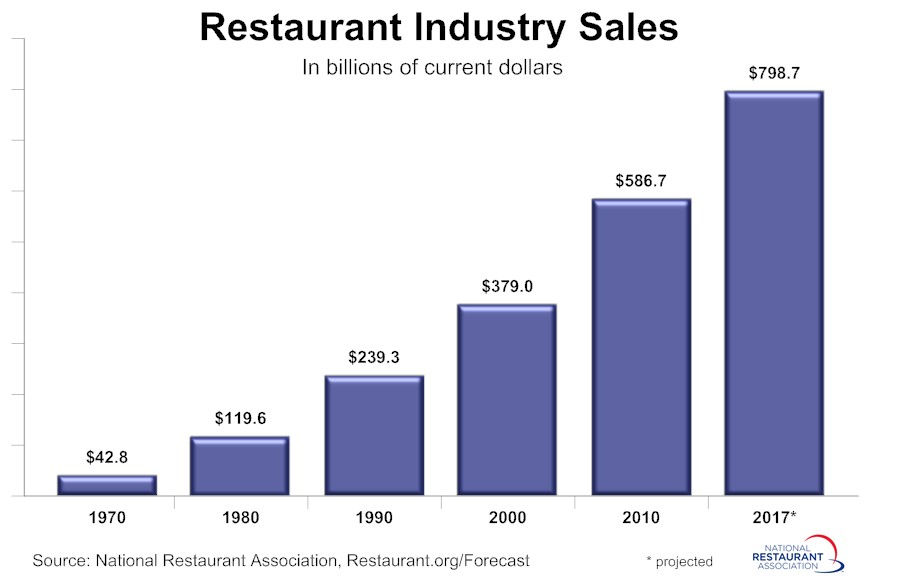 Restaurant Industry Sales
In billions of current dollars
$798.7
$586.7
$379.0
$239.3
$119.6
$42.8
1970 1980 1990 2000 2010 2017*
Source: National Restaurant Association, Restaurant.org/Forecast
* projected
NATIONAL
RESTAURANT
ASSOCIATION